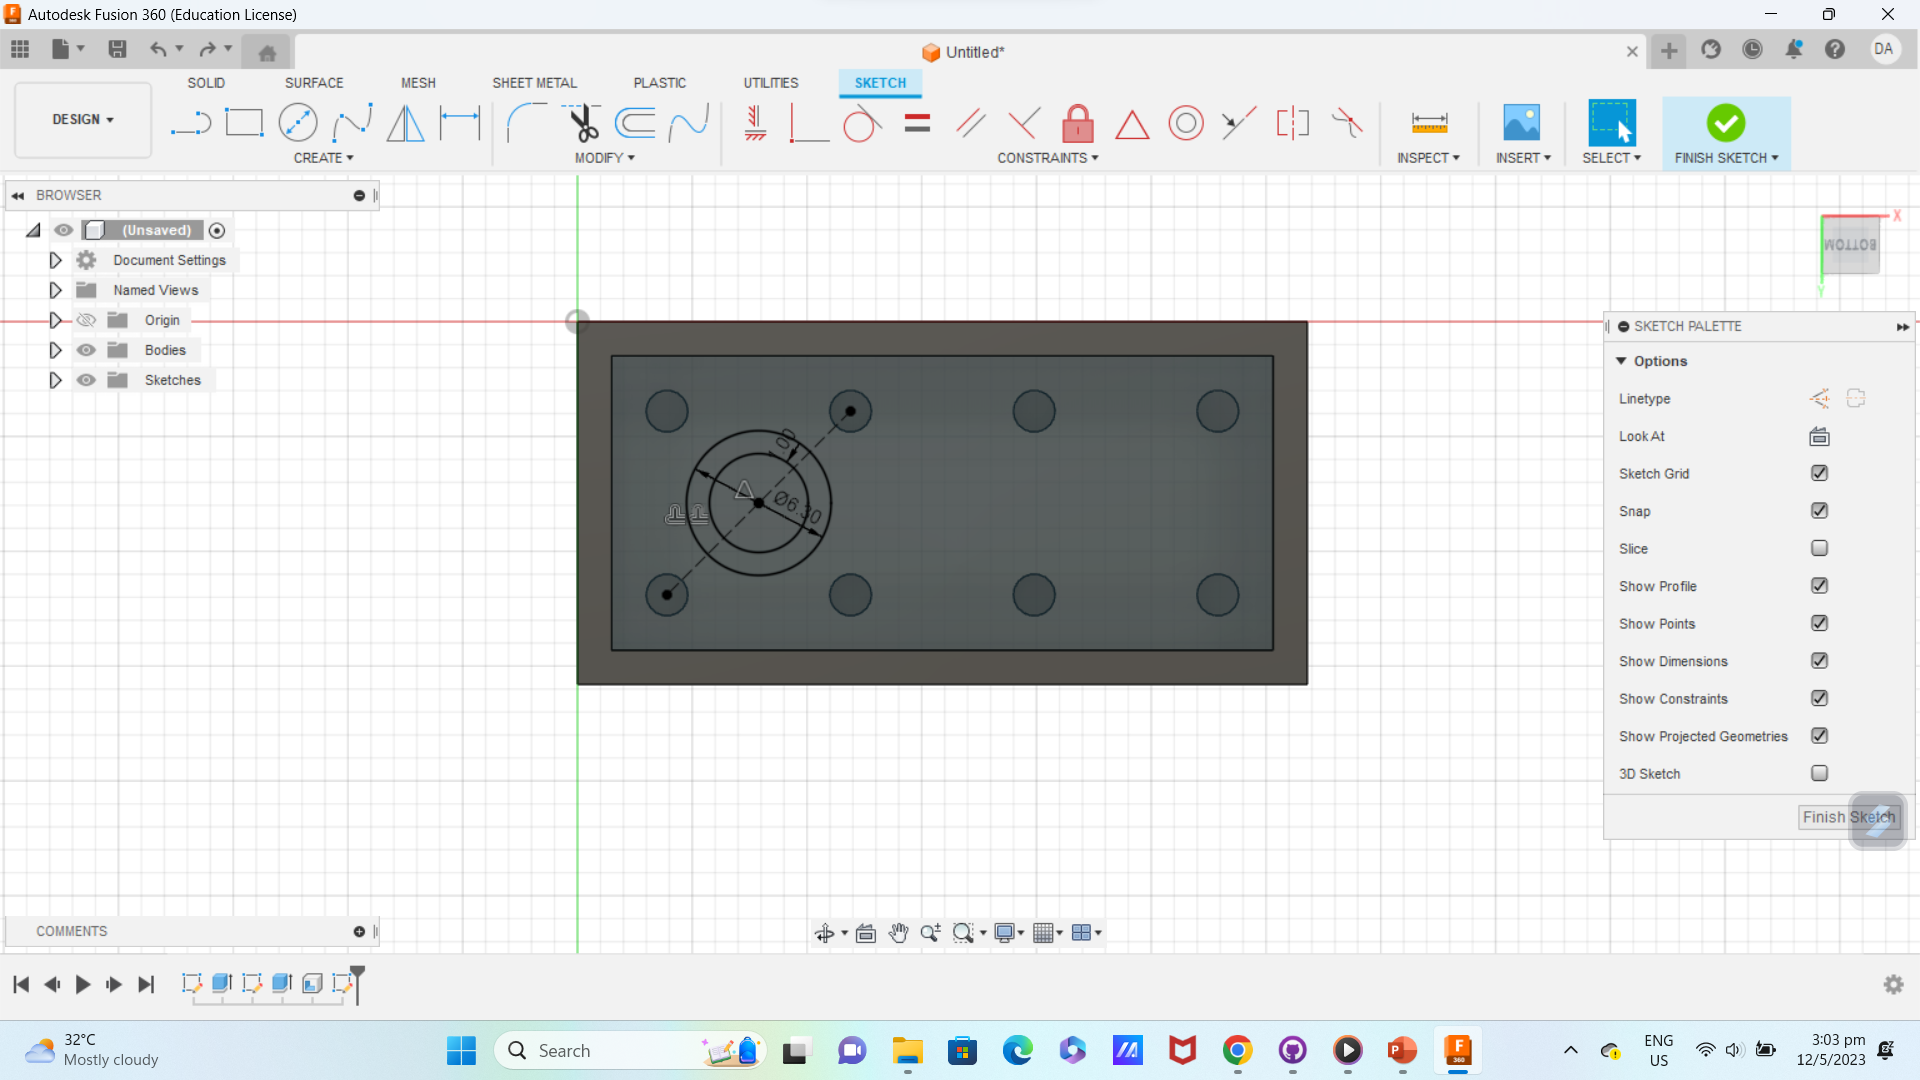 Autodesk Fusion 360 (Education License)
Untitled*
DA
DESIGN
SOLID
SURFACE
MESH
SHEET METAL
PLASTIC
UTILITIES
SKETCH
CREATE
MODIFY
CONSTRAINTS
INSPECT
INSERT
SELECT
FINISH SKETCH
BROWSER
(Unsaved)
Document Settings
Named Views
Origin
Bodies
Sketches
X
BOTTOM
Y
Ø6.30
SKETCH PALETTE
Options
Linetype
Look At
Sketch Grid
Snap
Slice
Show Profile
Show Points
Show Dimensions
Show Constraints
Show Projected Geometries
3D Sketch
Finish Sketch
COMMENTS
32°C
Mostly cloudy
Search
F
360
ENG
US
3:03 pm
12/5/2023